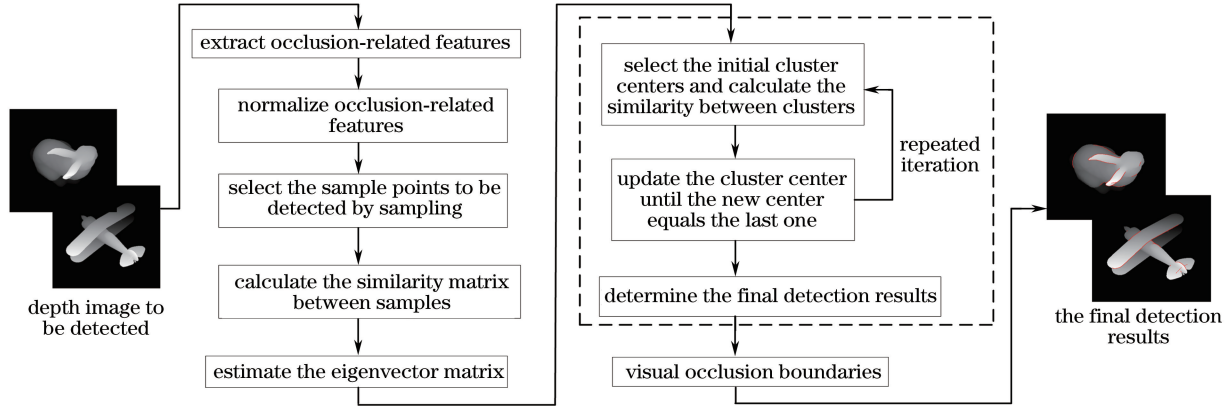 depth image to
be detected
extract occlusion-related features
normalize occlusion-related
features
select the sample points to be
detected by sampling
calculate the similarity matrix
between samples
estimate the eigenvector matrix
select the initial cluster
centers and calculate the
similarity between clusters
repeated
iteration
update the cluster center
until the new center
equals the last one
determine the final detection results
visual occlusion boundaries
the final detection
results